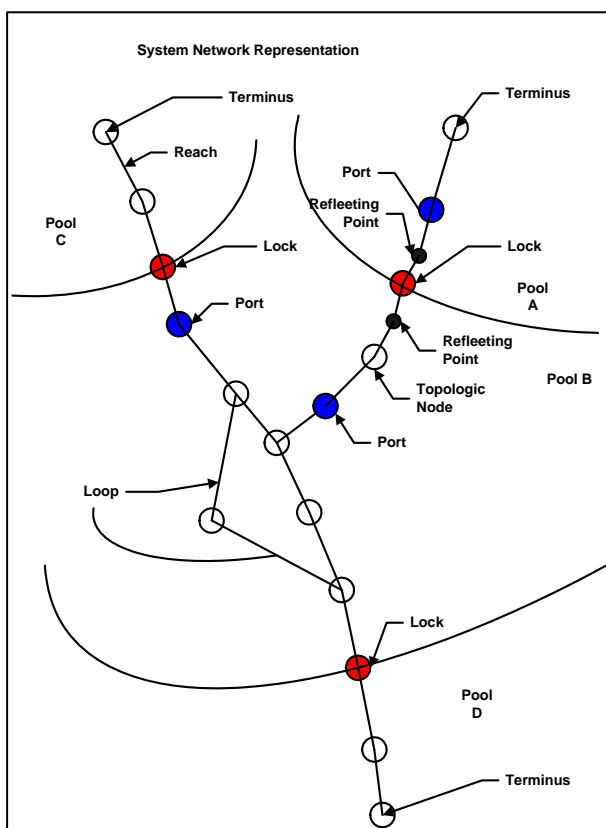 System Network Representation
Terminus
Terminus
Reach
Port
Refleeting
Point
Pool
C
Lock
Lock
Pool
A
Port
Refleeting
Point
Pool B
Topologic
Node
Port
Loop
Lock
Pool
D
Terminus